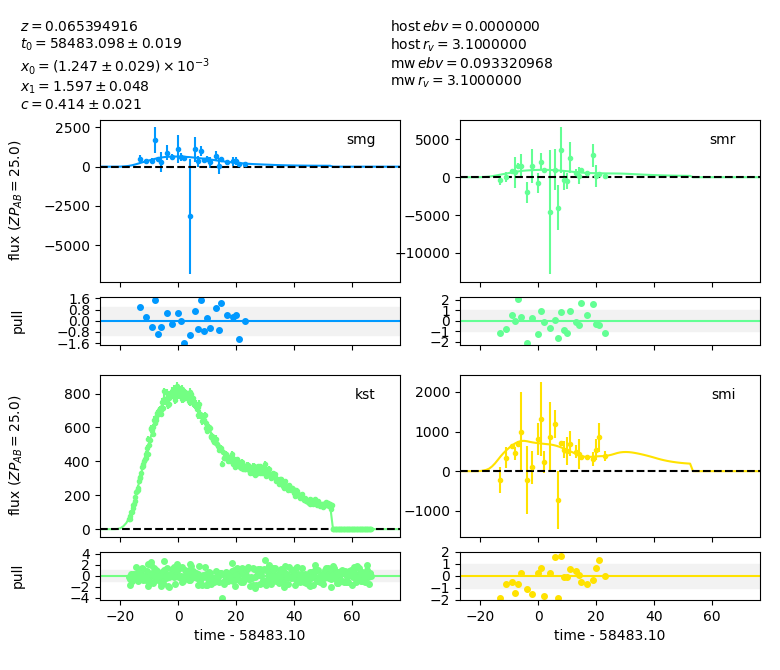 z = 0.065394916
t₀ = 58483.098 ± 0.019
x₀ = (1.247 ± 0.029) × 10⁻³
x₁ = 1.597 ± 0.048
c = 0.414 ± 0.021
host ebv = 0.0000000
host r_v = 3.1000000
mw ebv = 0.093320968
mw r_v = 3.1000000
flux (ZP_AB = 25.0)
2500
0
−2500
−5000
smg
5000
0
−5000
−10000
smr
pull
1.6
0.8
0.0
−0.8
−1.6
2
1
0
−1
−2
flux (ZP_AB = 25.0)
800
600
400
200
0
kst
2000
1000
0
−1000
smi
pull
4
2
0
−2
−4
2
1
0
−1
−2
−20 0 20 40 60
−20 0 20 40 60
time - 58483.10
time - 58483.10